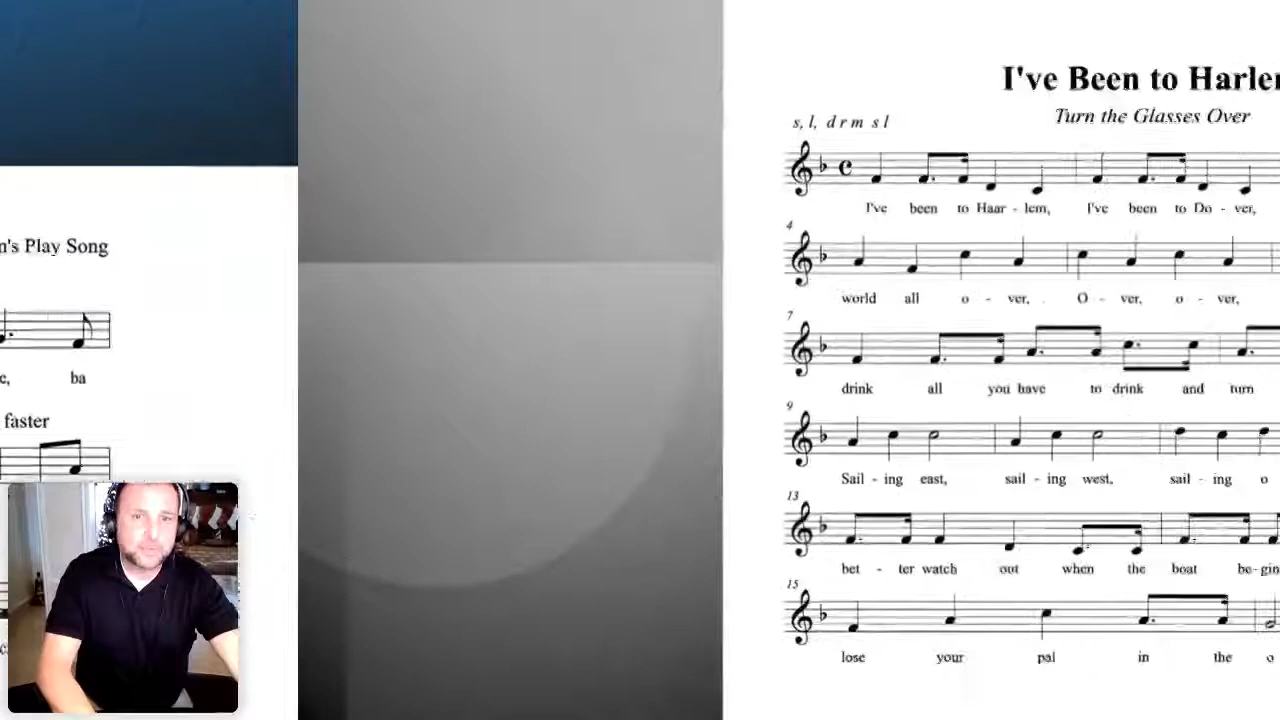 n's Play Song
e, ba
faster
I've Been to Harle
Turn the Glasses Over
s, l, d r m s l
I've been to Haar - lem, I've been to Do - ver,
4
world all o - ver, O - ver, o - ver,
7
drink all you have to drink and turn
9
Sail - ing east, sail - ing west, sail - ing o
13
bet - ter watch out when the boat be - gin
15
lose your pal in the o